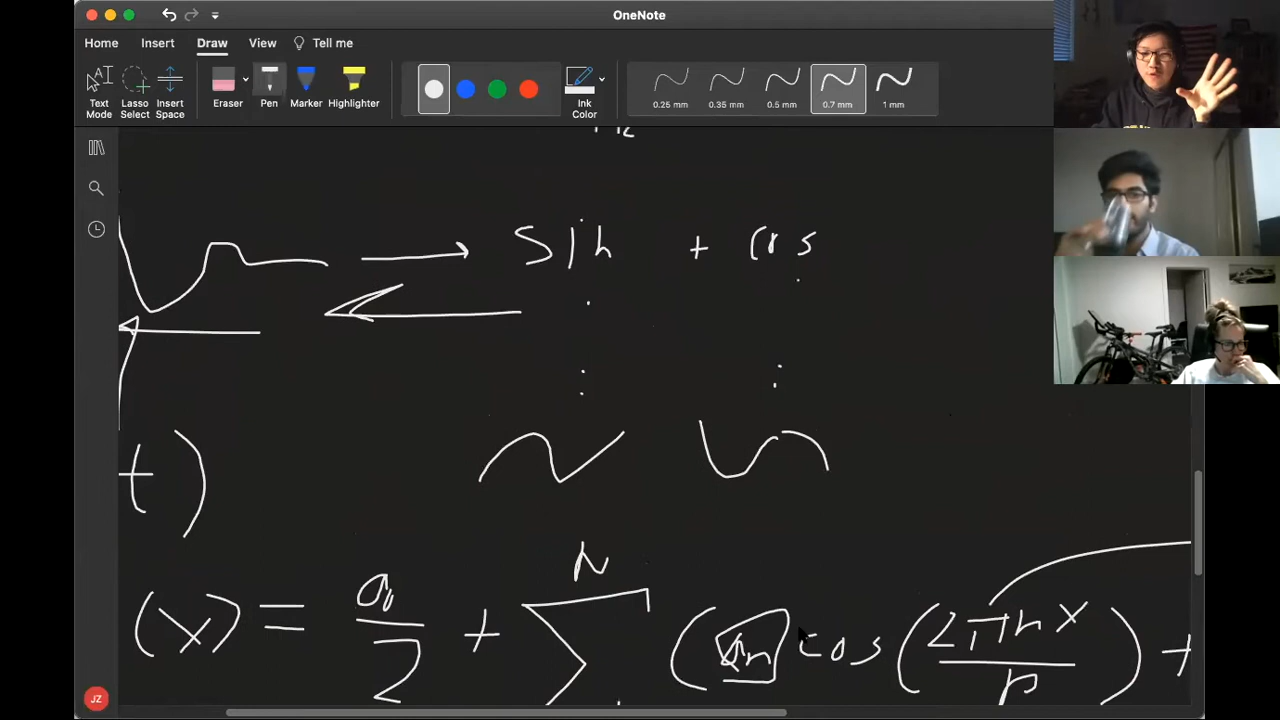 OneNote
Home Insert Draw View Tell me
Text Mode
Lasso Select
Insert Space
Eraser
Pen
Marker
Highlighter
Ink Color
0.25 mm
0.35 mm
0.5 mm
0.7 mm
1 mm
Hz
sin + cos
t)
(x) = a0/2 + N ∑ (an cos (2πnx/P) +
JZ